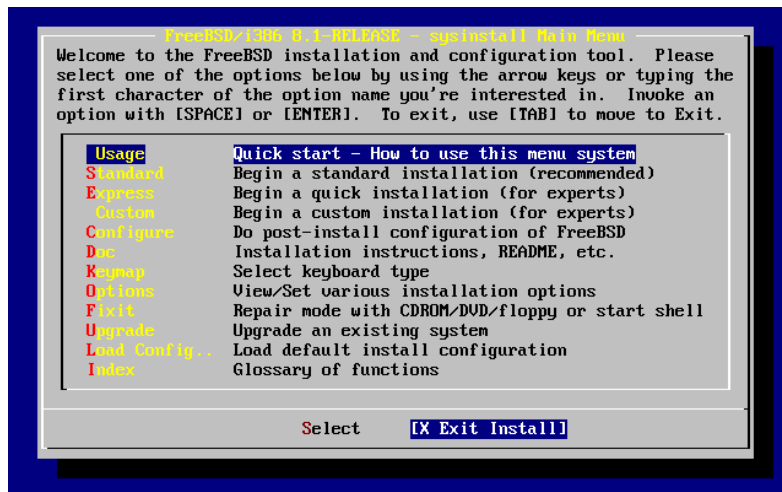 FreeBSD/i386 8.1-RELEASE - sysinstall Main Menu
Welcome to the FreeBSD installation and configuration tool.  Please
select one of the options below by using the arrow keys or typing the
first character of the option name you're interested in.  Invoke an
option with [SPACE] or [ENTER].  To exit, use [TAB] to move to Exit.
Usage Quick start - How to use this menu system
Standard Begin a standard installation (recommended)
Express Begin a quick installation (for experts)
Custom Begin a custom installation (for experts)
Configure Do post-install configuration of FreeBSD
Doc Installation instructions, README, etc.
Keymap Select keyboard type
Options View/Set various installation options
Fixit Repair mode with CDROM/DVD/floppy or start shell
Upgrade Upgrade an existing system
Load Config.. Load default install configuration
Index Glossary of functions
Select [X Exit Install]